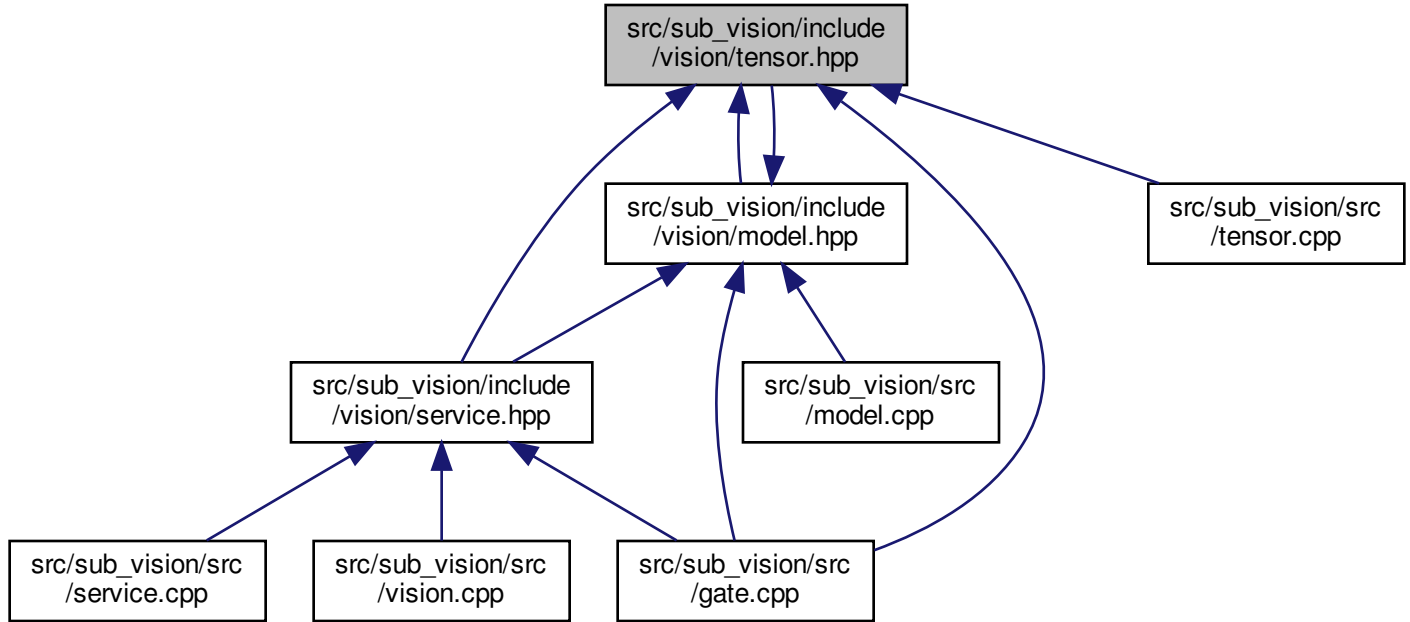 src/sub_vision/include
/vision/tensor.hpp
src/sub_vision/include
/vision/model.hpp
src/sub_vision/src
/tensor.cpp
src/sub_vision/include
/vision/service.hpp
src/sub_vision/src
/model.cpp
src/sub_vision/src
/service.cpp
src/sub_vision/src
/vision.cpp
src/sub_vision/src
/gate.cpp